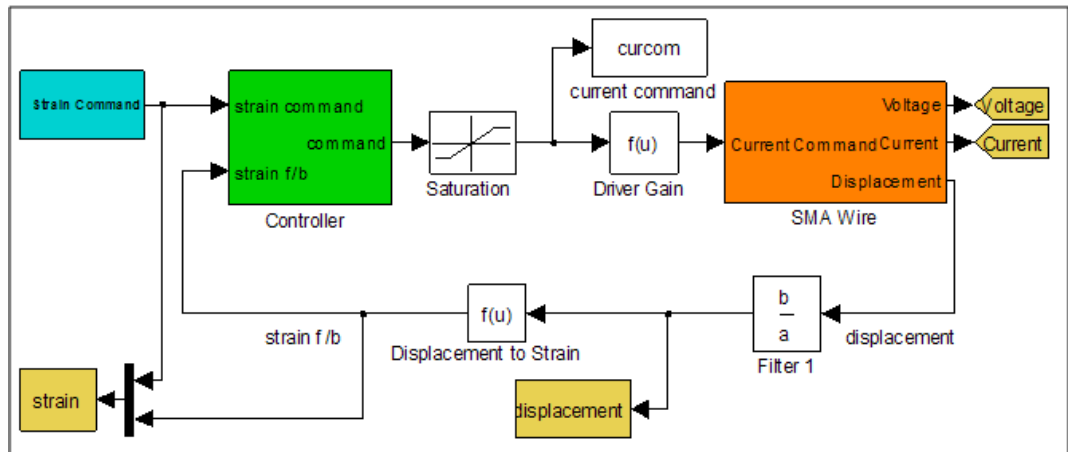 curcom
current command
Strain Command
strain command
command
strain f/b
Controller
Saturation
f(u)
Driver Gain
Voltage
Current Command
Current
Displacement
SMA Wire
Voltage
Current
strain f/b
f(u)
Displacement to Strain
b
a
Filter 1
displacement
strain
displacement